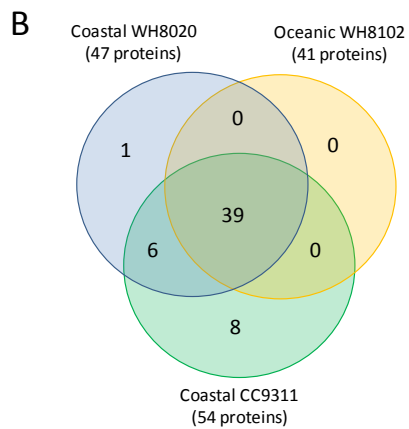 B
Coastal WH8020
(47 proteins)
Oceanic WH8102
(41 proteins)
0
1
0
39
6
0
8
Coastal CC9311
(54 proteins)